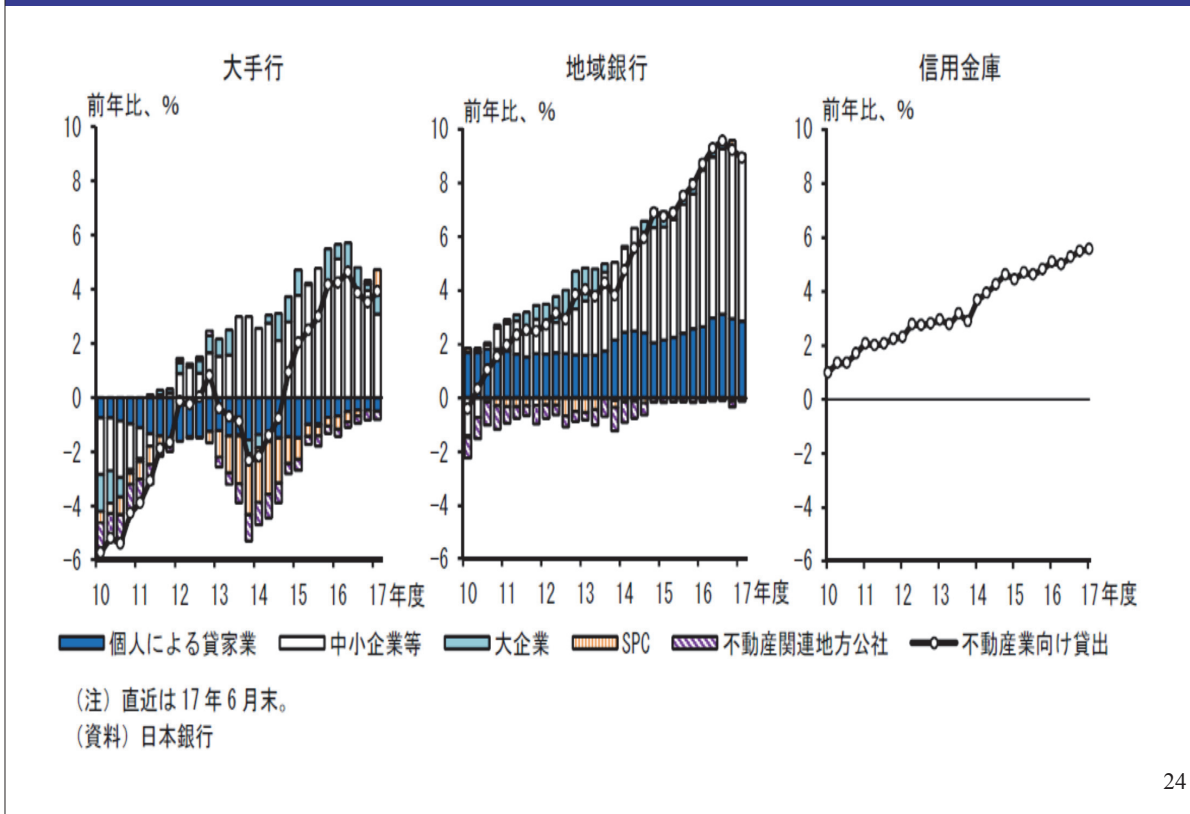 大手行
前年比、%
10
8
6
4
2
0
-2
-4
-6
10 11 12 13 14 15 16 17年度
地域銀行
前年比、%
10
8
6
4
2
0
-2
-4
-6
10 11 12 13 14 15 16 17年度
信用金庫
前年比、%
10
8
6
4
2
0
-2
-4
-6
10 11 12 13 14 15 16 17年度
個人による貸家業 中小企業等 大企業 SPC 不動産関連地方公社 不動産業向け貸出
（注）直近は17年6月末。
（資料）日本銀行
24